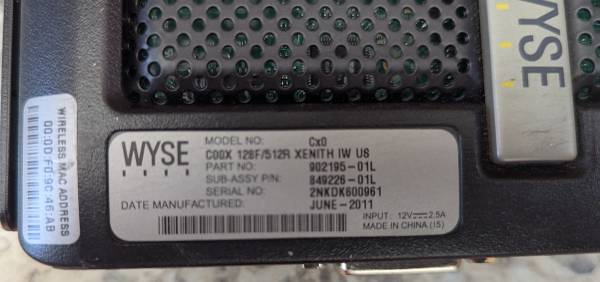 WYSE
WIRELESS MAC ADDRESS
00:0D:F0:9C:46:AB
WYSE
MODEL NO: Cx0
C00X 128F/512R XENITH IW US
PART NO: 902195-01L
SUB-ASSY P/N: 849226-01L
SERIAL NO: 2NKDK600961
DATE MANUFACTURED: JUNE-2011
INPUT: 12V⎓2.5A
MADE IN CHINA (IS)